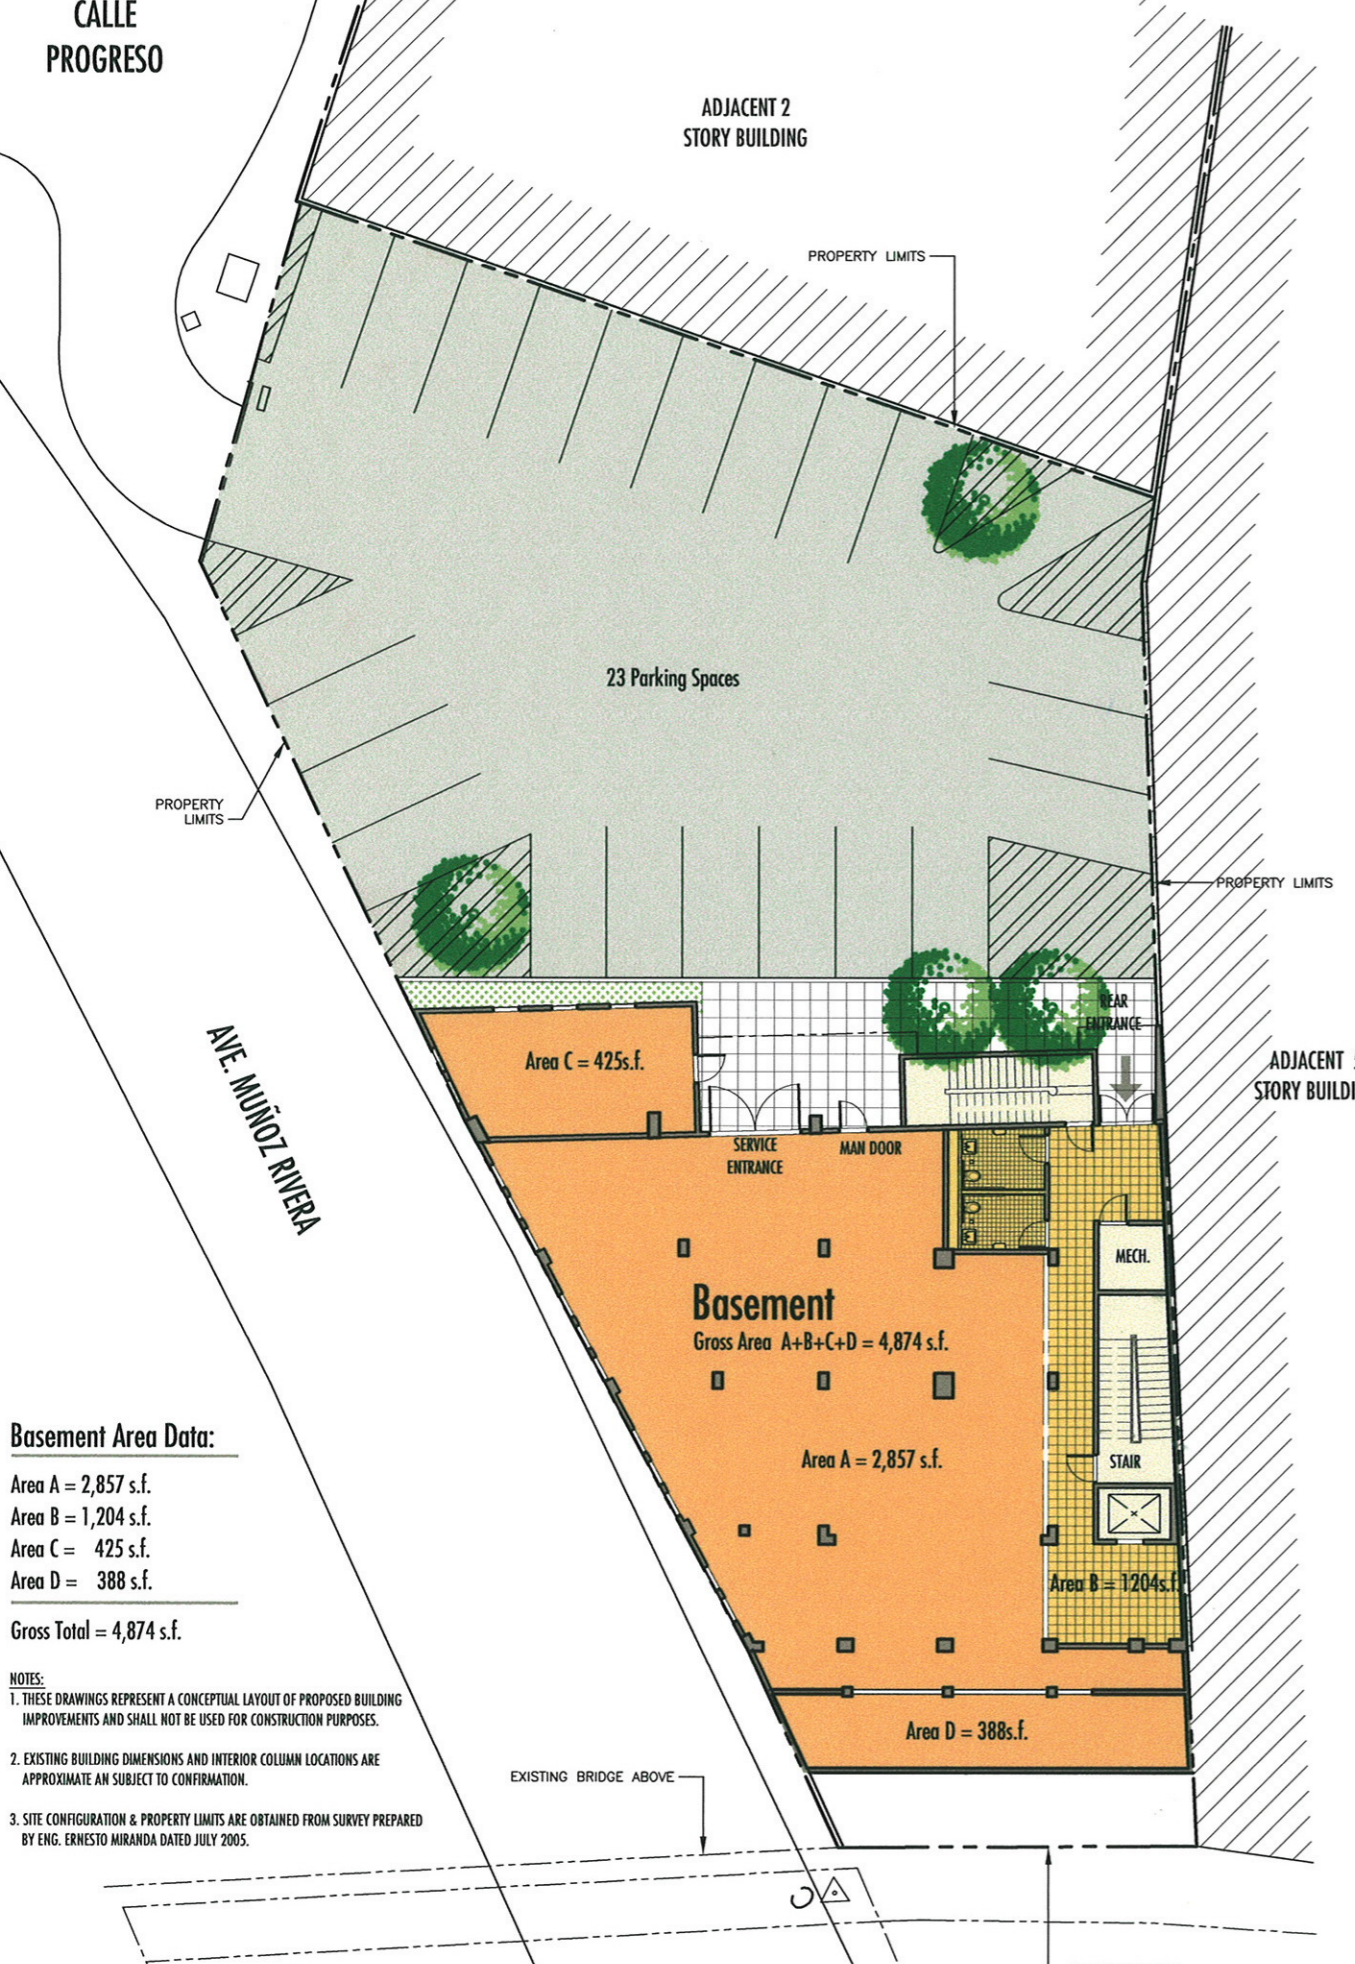 CALLE
PROGRESO
ADJACENT 2
STORY BUILDING
PROPERTY LIMITS
23 Parking Spaces
PROPERTY
LIMITS
PROPERTY LIMITS
REAR
ENTRANCE
AVE. MUÑOZ RIVERA
Area C = 425s.f.
ADJACENT
STORY BUILDI
SERVICE
ENTRANCE
MAN DOOR
MECH.
Basement
Gross Area A+B+C+D = 4,874 s.f.
Area A = 2,857 s.f.
STAIR
Area B = 1204s.f.
Area D = 388s.f.
Basement Area Data:
Area A = 2,857 s.f.
Area B = 1,204 s.f.
Area C = 425 s.f.
Area D = 388 s.f.
Gross Total = 4,874 s.f.
NOTES:
1. THESE DRAWINGS REPRESENT A CONCEPTUAL LAYOUT OF PROPOSED BUILDING
IMPROVEMENTS AND SHALL NOT BE USED FOR CONSTRUCTION PURPOSES.
2. EXISTING BUILDING DIMENSIONS AND INTERIOR COLUMN LOCATIONS ARE
APPROXIMATE AN SUBJECT TO CONFIRMATION.
3. SITE CONFIGURATION & PROPERTY LIMITS ARE OBTAINED FROM SURVEY PREPARED
BY ENG. ERNESTO MIRANDA DATED JULY 2005.
EXISTING BRIDGE ABOVE